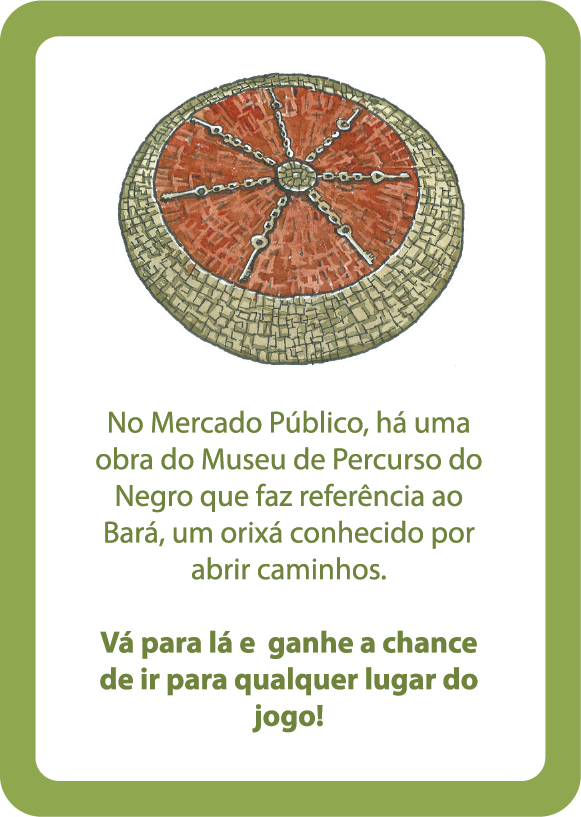 No Mercado Público, há uma
obra do Museu de Percurso do
Negro que faz referência ao
Bará, um orixá conhecido por
abrir caminhos.
Vá para lá e  ganhe a chance
de ir para qualquer lugar do
jogo!